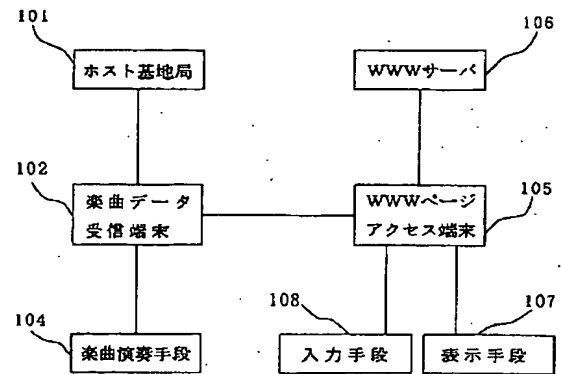 101
106
ホスト基地局
WWWサーバ
102
楽曲データ
受信端末
WWWページ
アクセス端末
105
108
107
104
楽曲演奏手段
入力手段
表示手段